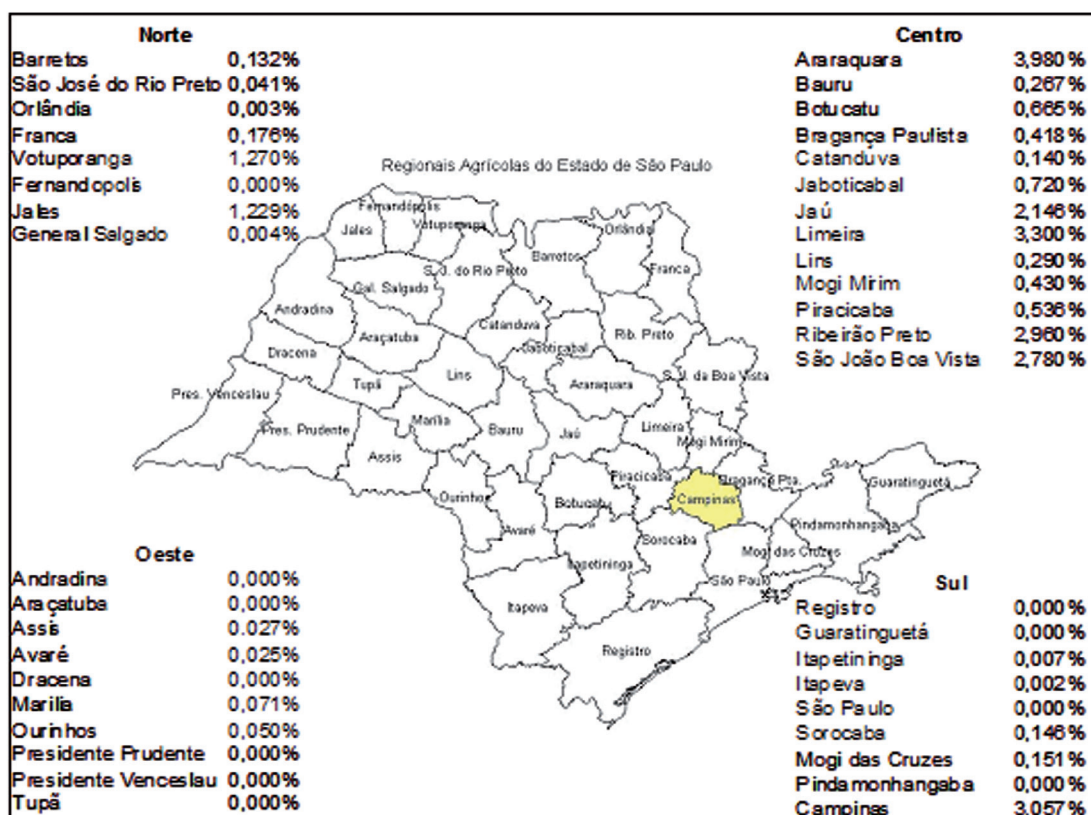 Norte
Barretos 0,132%
São José do Rio Preto 0,041%
Orlândia 0,003%
Franca 0,176%
Votuporanga 1,270%
Fernandopolis 0,000%
Jales 1,229%
General Salgado 0,004%
Centro
Araraquara 3,980%
Bauru 0,267%
Botucatu 0,665%
Bragança Paulista 0,418%
Catanduva 0,140%
Jaboticabal 0,720%
Jaú 2,146%
Limeira 3,300%
Lins 0,290%
Mogi Mirim 0,430%
Piracicaba 0,536%
Ribeirão Preto 2,960%
São João Boa Vista 2,780%
Regionais Agrícolas do Estado de São Paulo
Fernandópolis
Jales
Votuporanga
Orlândia
Barretos
Franca
S. J. do Rio Preto
Gal. Salgado
Andradina
Catanduva
Rib. Preto
Araçatuba
Jaboticabal
Dracena
Lins
Tupã
Araraquara
S. J. da Boa Vista
Pres. Venceslau
Marília
Pres. Prudente
Bauru
Jaú
Limeira
Mogi Mirim
Assis
Piracicaba
Bragança Pta.
Guaratinguetá
Ourinhos
Botucatu
Campinas
Avaré
Pindamonhangaba
Sorocaba
Mogi das Cruzes
Itapetininga
São Paulo
Itapeva
Registro
Oeste
Andradina 0,000%
Araçatuba 0,000%
Assis 0.027%
Avaré 0,025%
Dracena 0,000%
Marilia 0,071%
Ourinhos 0,050%
Presidente Prudente 0,000%
Presidente Venceslau 0,000%
Tupã 0,000%
Sul
Registro 0,000%
Guaratinguetá 0,000%
Itapetininga 0,007%
Itapeva 0,002%
São Paulo 0,000%
Sorocaba 0,146%
Mogi das Cruzes 0,151%
Pindamonhangaba 0,000%
Campinas 3,057%